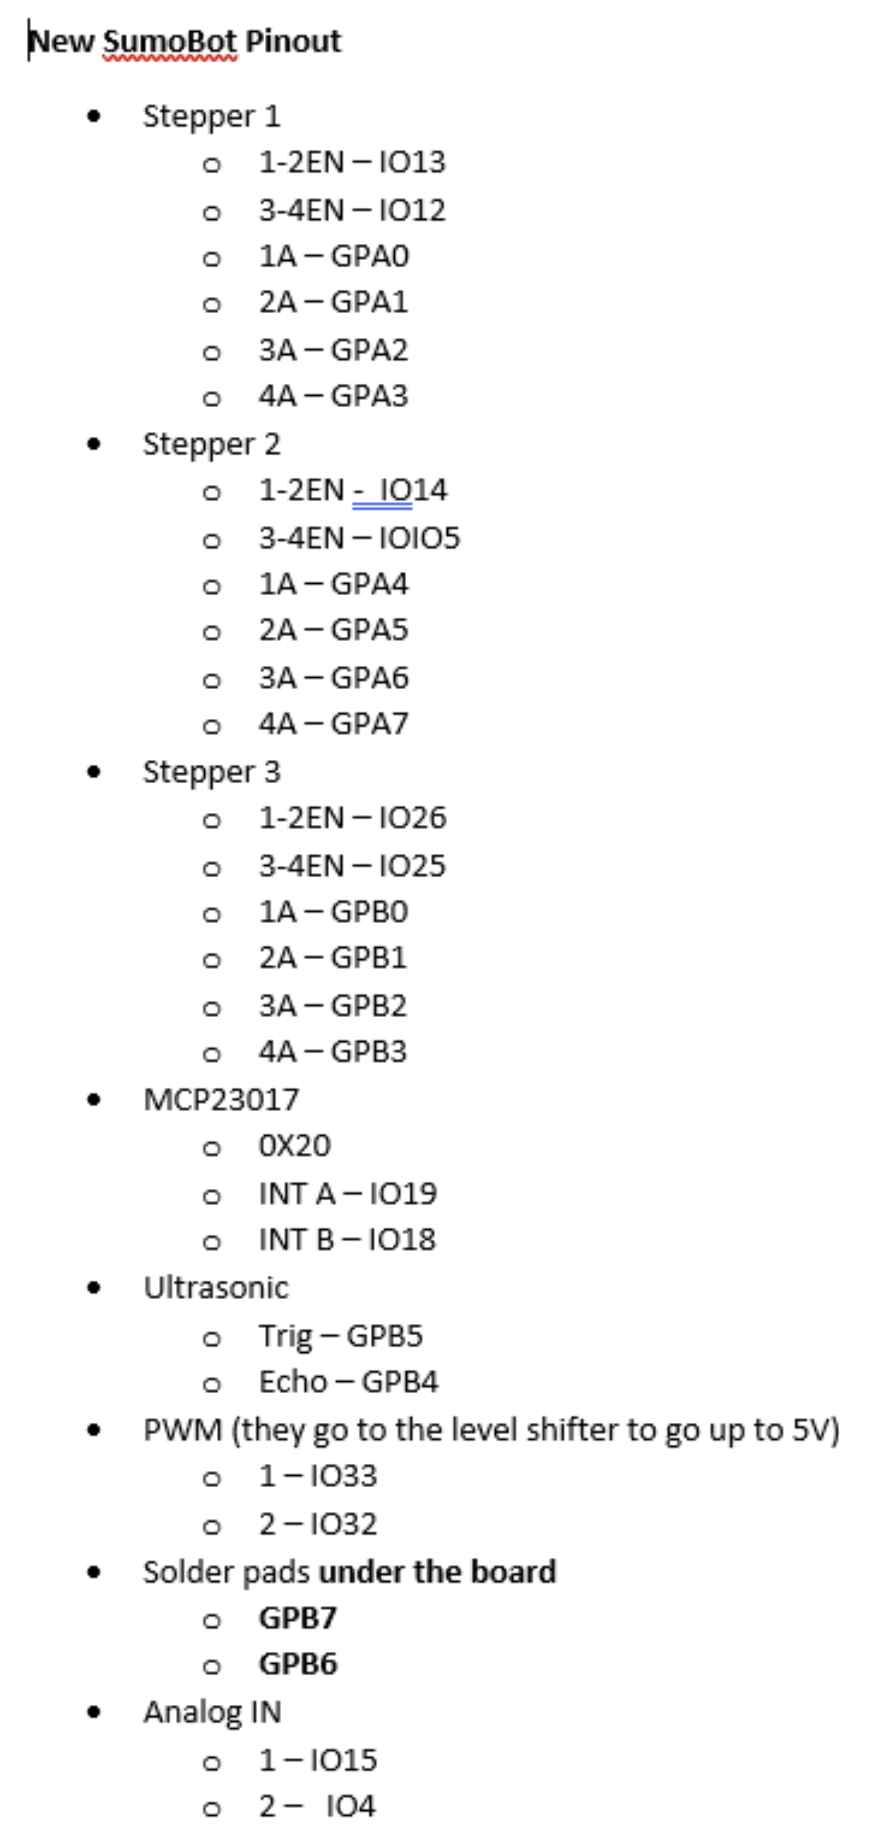 New SumoBot Pinout
• Stepper 1
o 1-2EN – IO13
o 3-4EN – IO12
o 1A – GPA0
o 2A – GPA1
o 3A – GPA2
o 4A – GPA3
• Stepper 2
o 1-2EN -  IO14
o 3-4EN – IOIO5
o 1A – GPA4
o 2A – GPA5
o 3A – GPA6
o 4A – GPA7
• Stepper 3
o 1-2EN – IO26
o 3-4EN – IO25
o 1A – GPB0
o 2A – GPB1
o 3A – GPB2
o 4A – GPB3
• MCP23017
o 0X20
o INT A – IO19
o INT B – IO18
• Ultrasonic
o Trig – GPB5
o Echo – GPB4
• PWM (they go to the level shifter to go up to 5V)
o 1 – IO33
o 2 – IO32
• Solder pads under the board
o GPB7
o GPB6
• Analog IN
o 1 – IO15
o 2 –  IO4